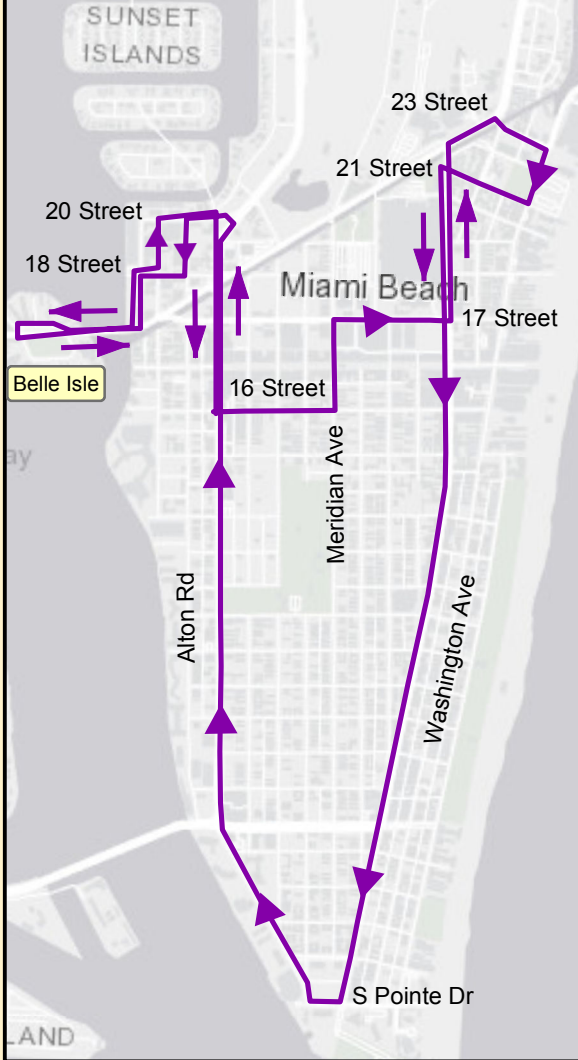 SUNSET
ISLANDS
23 Street
21 Street
20 Street
18 Street
Miami Beach
17 Street
Belle Isle
16 Street
ay
Meridian Ave
Alton Rd
Washington Ave
S Pointe Dr
LAND